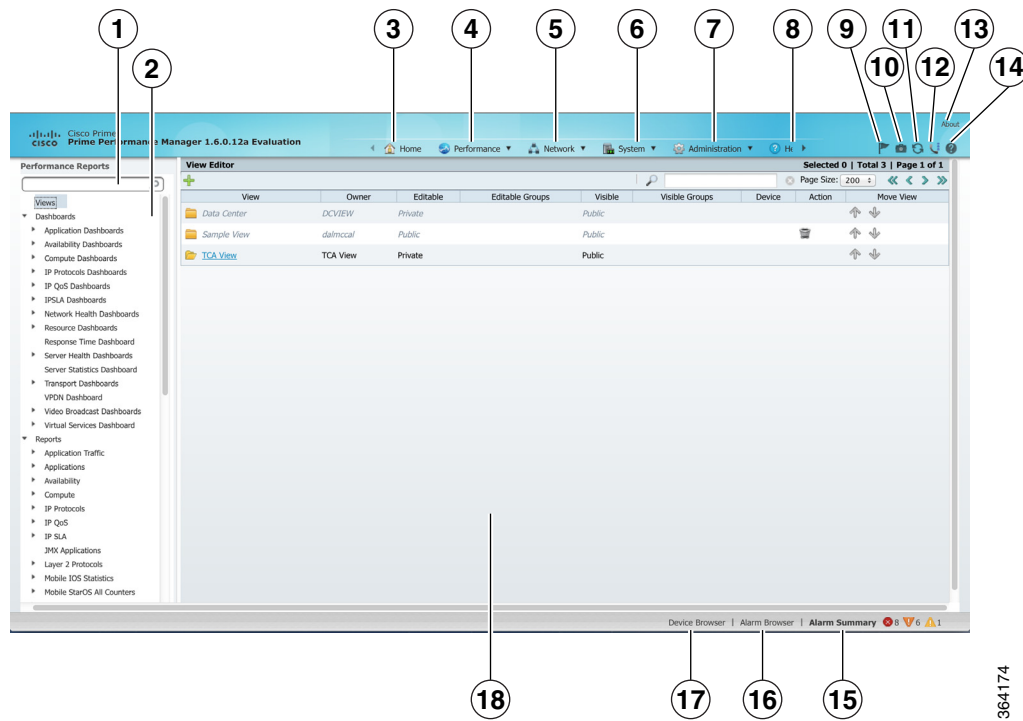 1 3 4 5 6 7 8 9 11 13
2 10 12 14
About
Cisco Prime
CISCO Prime Performance Manager 1.6.0.12a Evaluation
Home Performance Network System Administration He
Performance Reports
View Editor Selected 0 | Total 3 | Page 1 of 1
Page Size: 200
Views
View Owner Editable Editable Groups Visible Visible Groups Device Action Move View
Data Center DCVIEW Private Public
Sample View dalmccal Public Public
TCA View TCA View Private Public
Dashboards
Application Dashboards
Availability Dashboards
Compute Dashboards
IP Protocols Dashboards
IP QoS Dashboards
IPSLA Dashboards
Network Health Dashboards
Resource Dashboards
Response Time Dashboard
Server Health Dashboards
Server Statistics Dashboard
Transport Dashboards
VPDN Dashboard
Video Broadcast Dashboards
Virtual Services Dashboard
Reports
Application Traffic
Applications
Availability
Compute
IP Protocols
IP QoS
IP SLA
JMX Applications
Layer 2 Protocols
Mobile IOS Statistics
Mobile StarOS All Counters
Device Browser | Alarm Browser | Alarm Summary 8 6 1
18 17 16 15
364174